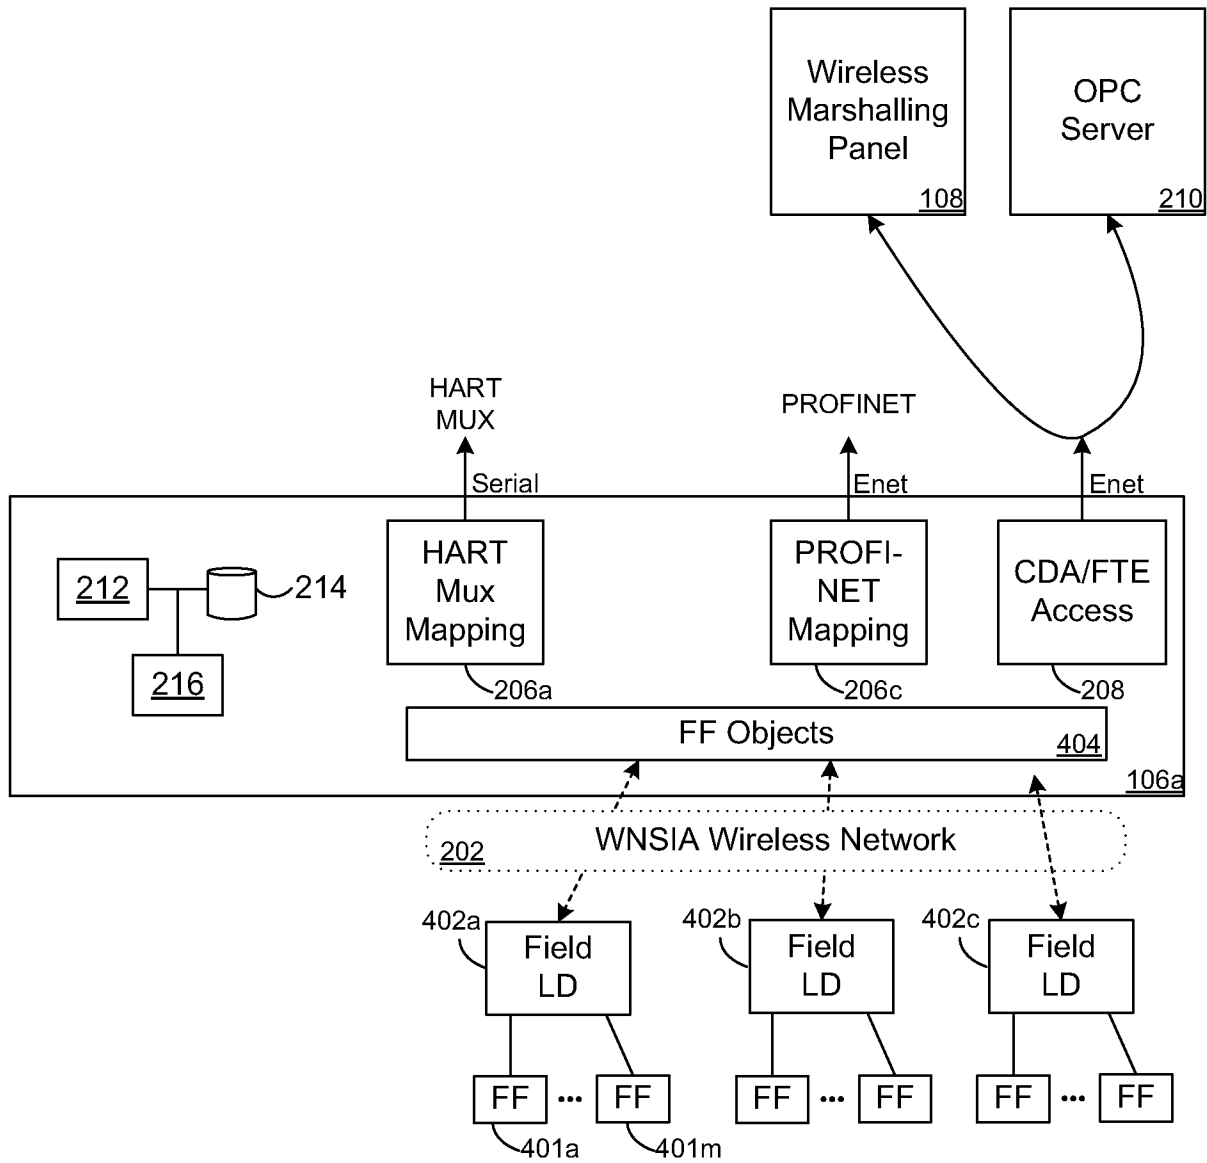 Wireless
Marshalling
Panel
108
OPC
Server
210
HART
MUX
PROFINET
Serial
Enet
Enet
212
214
216
HART
Mux
Mapping
206a
PROFI-
NET
Mapping
206c
CDA/FTE
Access
208
FF Objects
404
106a
WNSIA Wireless Network
202
402a
Field
LD
402b
Field
LD
402c
Field
LD
FF ... FF
FF ... FF
FF ... FF
401a
401m